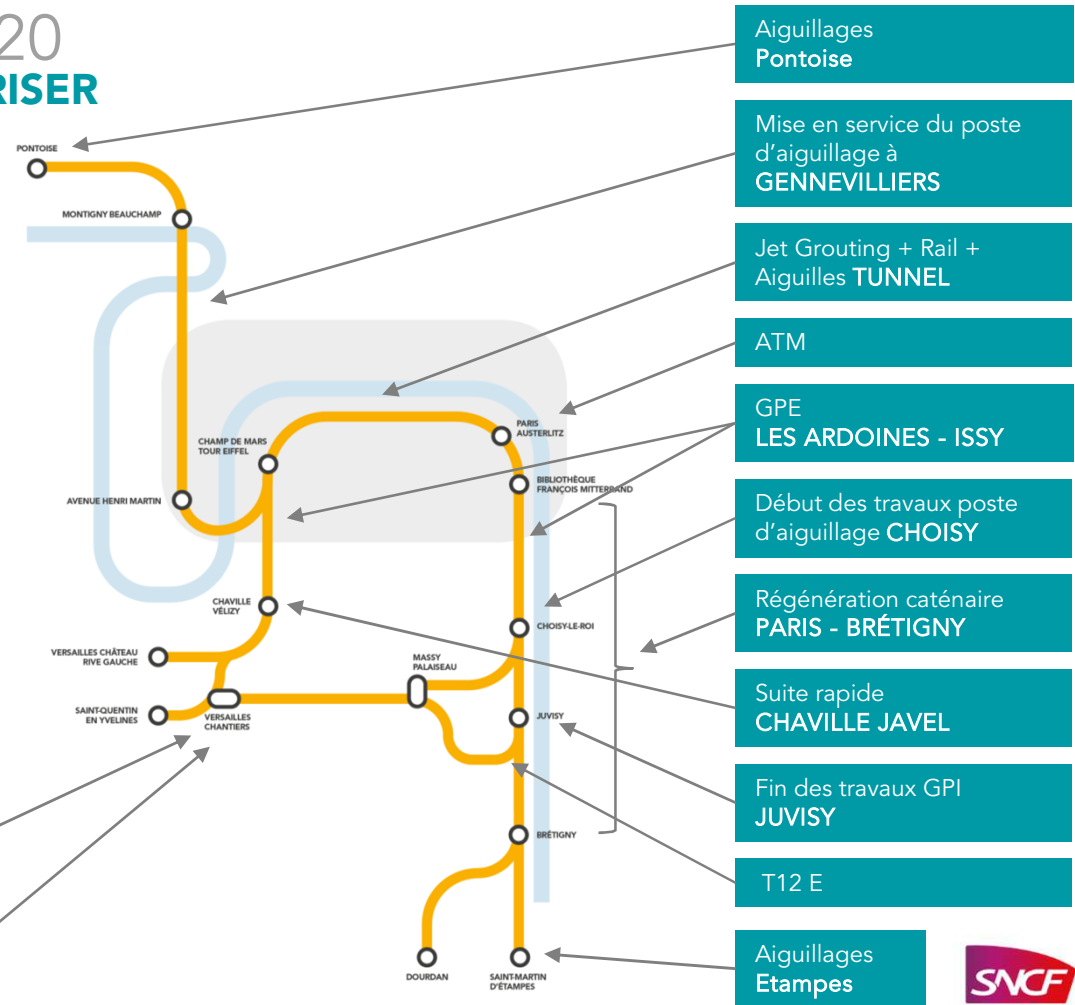 20
RISER
PONTOISE
MONTIGNY BEAUCHAMP
CHAMP DE MARS
TOUR EIFFEL
PARIS
AUSTERLITZ
AVENUE HENRI MARTIN
BIBLIOTHÈQUE
FRANÇOIS MITTERRAND
CHAVILLE
VÉLIZY
CHOISY-LE-ROI
VERSAILLES CHÂTEAU
RIVE GAUCHE
MASSY
PALAISEAU
SAINT-QUENTIN
EN YVELINES
VERSAILLES
CHANTIERS
JUVISY
BRÉTIGNY
DOURDAN
SAINT-MARTIN
D'ÉTAMPES
Aiguillages
Pontoise
Mise en service du poste
d'aiguillage à
GENNEVILLIERS
Jet Grouting + Rail +
Aiguilles TUNNEL
ATM
GPE
LES ARDOINES - ISSY
Début des travaux poste
d'aiguillage CHOISY
Régénération caténaire
PARIS - BRÉTIGNY
Suite rapide
CHAVILLE JAVEL
Fin des travaux GPI
JUVISY
T12 E
Aiguillages
Etampes
SNCF